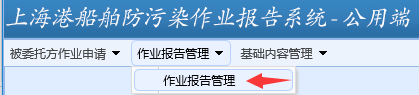 上海港船舶防污染作业报告系统-公用端
被委托方作业申请 作业报告管理 基础内容管理
作业报告管理